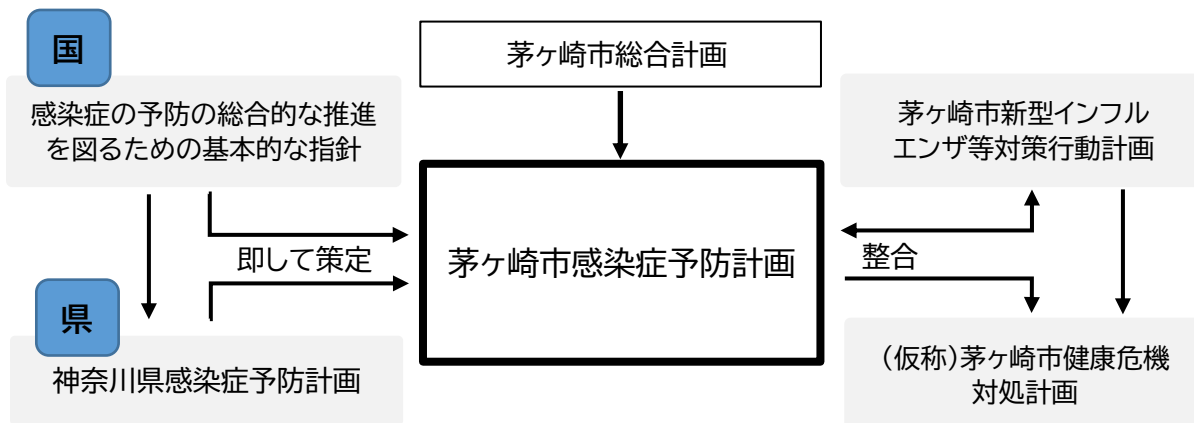 国
感染症の予防の総合的な推進
を図るための基本的な指針
茅ヶ崎市総合計画
茅ヶ崎市新型インフル
エンザ等対策行動計画
即して策定
茅ヶ崎市感染症予防計画
整合
県
神奈川県感染症予防計画
(仮称)茅ヶ崎市健康危機
対処計画